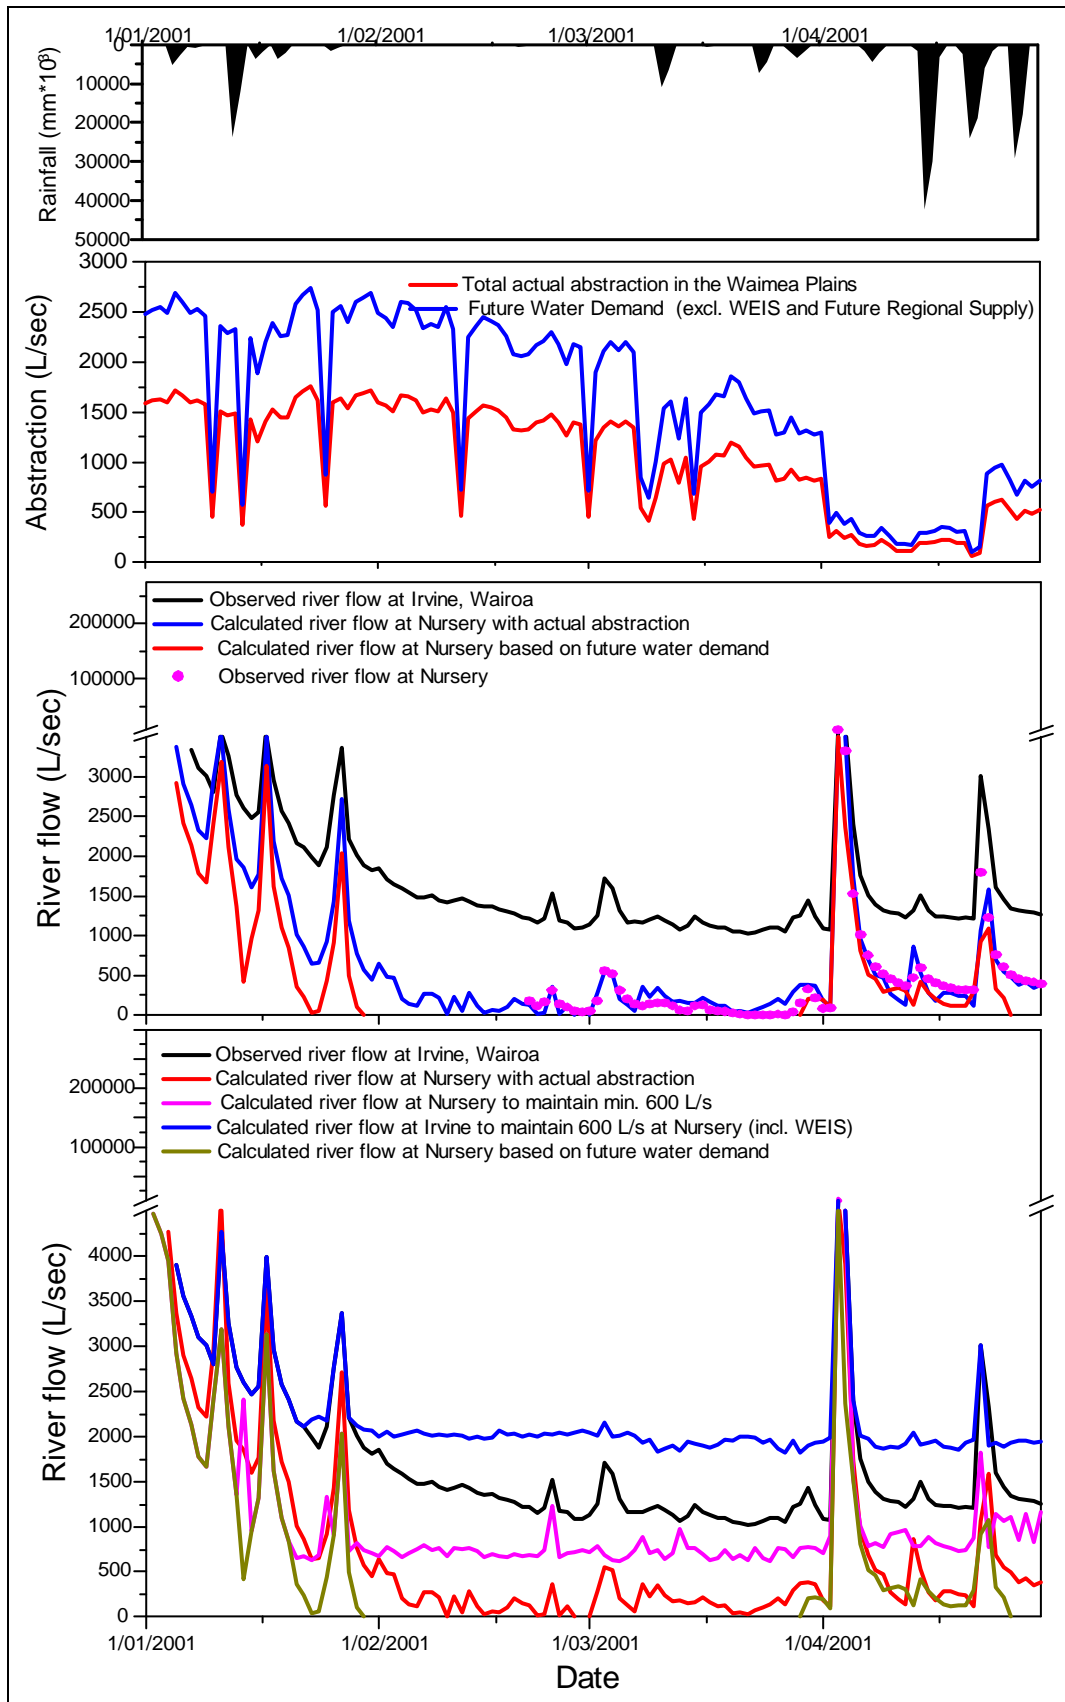 1/01/2001 1/02/2001 1/03/2001 1/04/2001
Rainfall (mm*10³)
0
10000
20000
30000
40000
50000
Abstraction (L/sec)
3000
2500
2000
1500
1000
500
0
Total actual abstraction in the Waimea Plains
Future Water Demand (excl. WEIS and Future Regional Supply)
River flow (L/sec)
200000
100000
3000
2500
2000
1500
1000
500
0
Observed river flow at Irvine, Wairoa
Calculated river flow at Nursery with actual abstraction
Calculated river flow at Nursery based on future water demand
Observed river flow at Nursery
River flow (L/sec)
200000
100000
4000
3500
3000
2500
2000
1500
1000
500
0
Observed river flow at Irvine, Wairoa
Calculated river flow at Nursery with actual abstraction
Calculated river flow at Nursery to maintain min. 600 L/s
Calculated river flow at Irvine to maintain 600 L/s at Nursery (incl. WEIS)
Calculated river flow at Nursery based on future water demand
1/01/2001 1/02/2001 1/03/2001 1/04/2001
Date